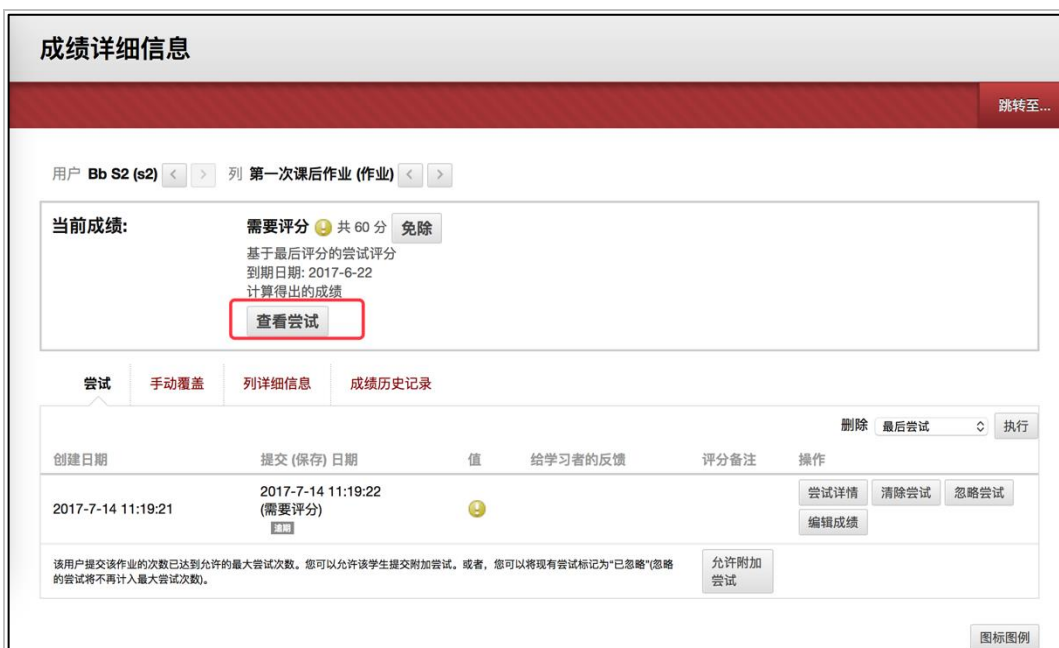 成绩详细信息
跳转至...
用户 Bb S2 (s2) < > 列 第一次课后作业 (作业) < >
当前成绩: 需要评分 共 60 分 免除
基于最后评分的尝试评分
到期日期: 2017-6-22
计算得出的成绩
查看尝试
尝试 手动覆盖 列详细信息 成绩历史记录
删除 最后尝试 执行
创建日期 提交 (保存) 日期 值 给学习者的反馈 评分备注 操作
2017-7-14 11:19:21 2017-7-14 11:19:22 尝试详情 清除尝试 忽略尝试
(需要评分) 编辑成绩
逾期
该用户提交该作业的次数已达到允许的最大尝试次数。您可以允许该学生提交附加尝试。或者，您可以将现有尝试标记为“已忽略”(忽略 允许附加
的尝试将不再计入最大尝试次数)。 尝试
图标图例